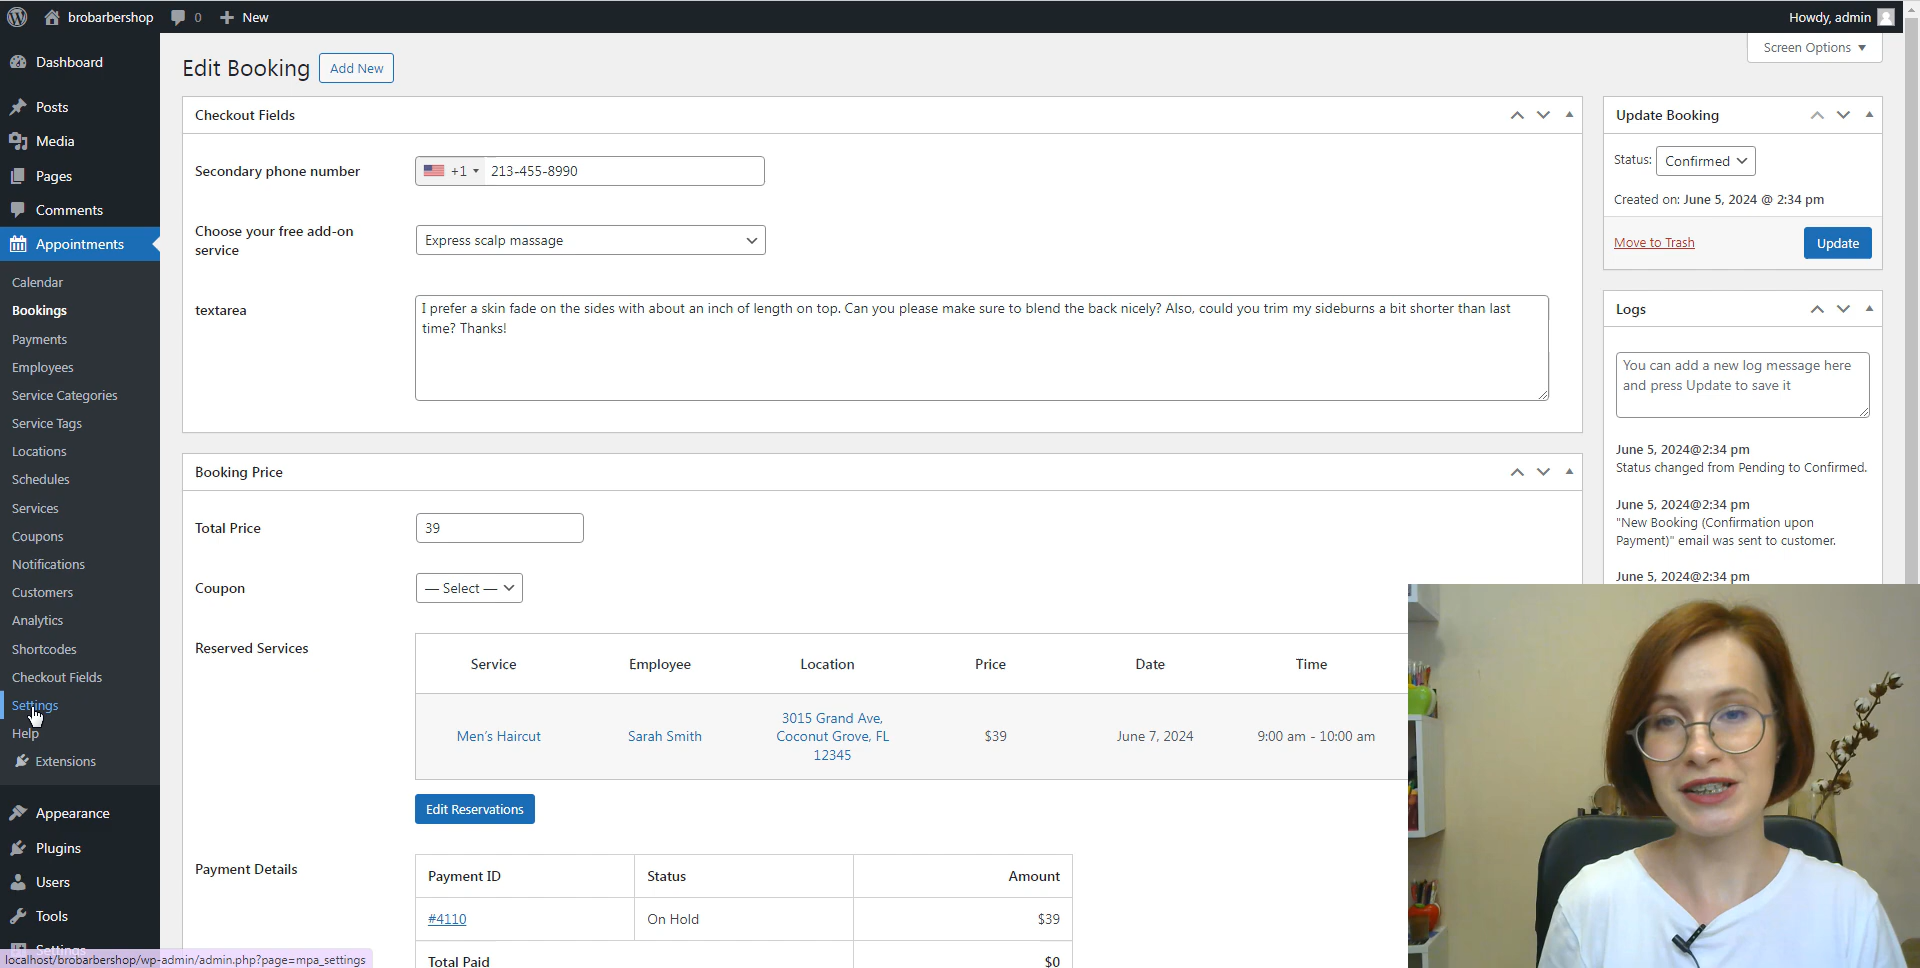 brobarbershop
0
New
Howdy, admin
Screen Options
Dashboard
Posts
Media
Pages
Comments
Appointments
Calendar
Bookings
Payments
Employees
Service Categories
Service Tags
Locations
Schedules
Services
Coupons
Notifications
Customers
Analytics
Shortcodes
Checkout Fields
Settings
Help
Extensions
Appearance
Plugins
Users
Tools
Settings
localhost/brobarbershop/wp-admin/admin.php?page=mpa_settings
Edit Booking
Add New
Checkout Fields
Secondary phone number
+1
213-455-8990
Choose your free add-on
service
Express scalp massage
textarea
I prefer a skin fade on the sides with about an inch of length on top. Can you please make sure to blend the back nicely? Also, could you trim my sideburns a bit shorter than last
time? Thanks!
Booking Price
Total Price
39
Coupon
— Select —
Reserved Services
Service Employee Location Price Date Time
Men's Haircut
Sarah Smith
3015 Grand Ave,
Coconut Grove, FL
12345
$39
June 7, 2024
9:00 am - 10:00 am
Edit Reservations
Payment Details
Payment ID Status Amount
#4110 On Hold $39
Total Paid $0
Update Booking
Status: Confirmed
Created on: June 5, 2024 @ 2:34 pm
Move to Trash
Update
Logs
You can add a new log message here
and press Update to save it
June 5, 2024@2:34 pm
Status changed from Pending to Confirmed.
June 5, 2024@2:34 pm
"New Booking (Confirmation upon
Payment)" email was sent to customer.
June 5, 2024@2:34 pm